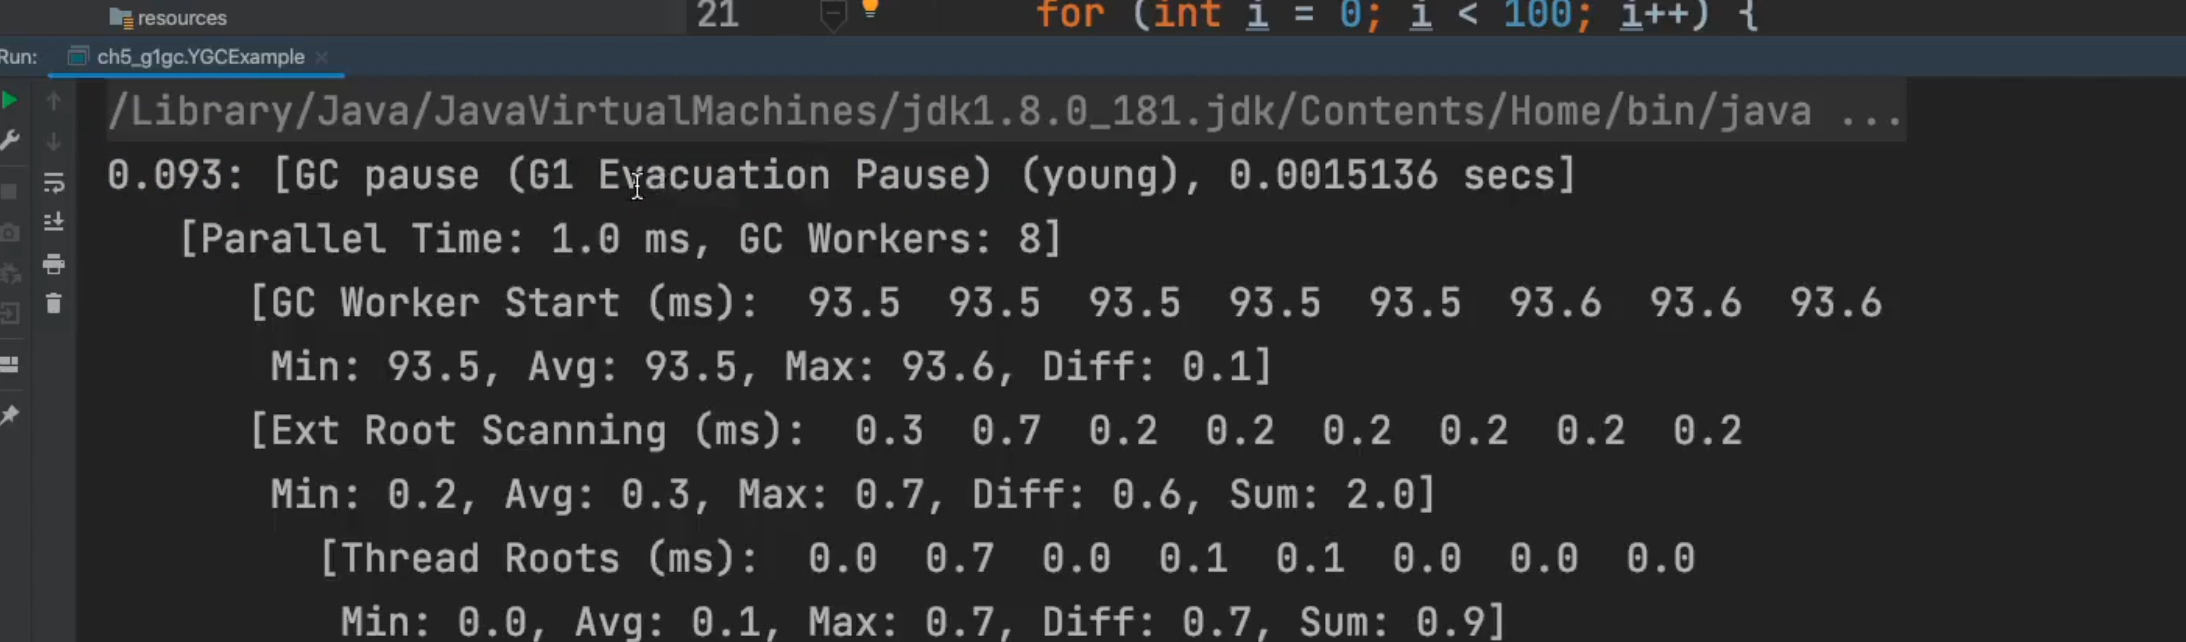 resources
21 for (int i = 0; i < 100; i++) {
Run: ch5_g1gc.YGCExample
/Library/Java/JavaVirtualMachines/jdk1.8.0_181.jdk/Contents/Home/bin/java ...
0.093: [GC pause (G1 Evacuation Pause) (young), 0.0015136 secs]
[Parallel Time: 1.0 ms, GC Workers: 8]
[GC Worker Start (ms): 93.5 93.5 93.5 93.5 93.5 93.6 93.6 93.6
Min: 93.5, Avg: 93.5, Max: 93.6, Diff: 0.1]
[Ext Root Scanning (ms): 0.3 0.7 0.2 0.2 0.2 0.2 0.2 0.2
Min: 0.2, Avg: 0.3, Max: 0.7, Diff: 0.6, Sum: 2.0]
[Thread Roots (ms): 0.0 0.7 0.0 0.1 0.1 0.0 0.0 0.0
Min: 0.0, Avg: 0.1, Max: 0.7, Diff: 0.7, Sum: 0.9]